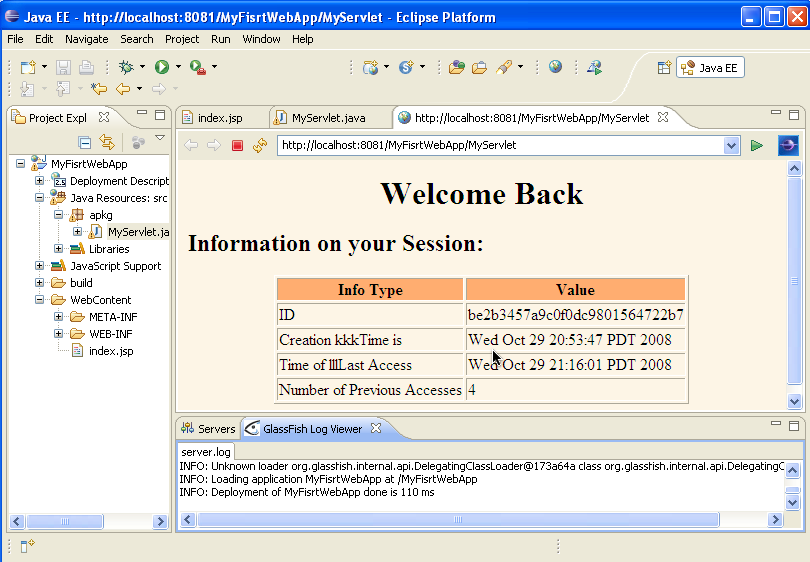 Java EE - http://localhost:8081/MyFisrtWebApp/MyServlet - Eclipse Platform
File Edit Navigate Search Project Run Window Help
Java EE
Project Expl
MyFisrtWebApp
Deployment Descript
Java Resources: src
apkg
MyServlet.ja
Libraries
JavaScript Support
build
WebContent
META-INF
WEB-INF
index.jsp
index.jsp MyServlet.java http://localhost:8081/MyFisrtWebApp/MyServlet
http://localhost:8081/MyFisrtWebApp/MyServlet
Welcome Back
Information on your Session:
Info Type Value
ID be2b3457a9c0f0dc9801564722b7
Creation kkkTime is Wed Oct 29 20:53:47 PDT 2008
Time of lllLast Access Wed Oct 29 21:16:01 PDT 2008
Number of Previous Accesses 4
Servers GlassFish Log Viewer
server.log
INFO: Unknown loader org.glassfish.internal.api.DelegatingClassLoader@173a64a class org.glassfish.internal.api.DelegatingC
INFO: Loading application MyFisrtWebApp at /MyFisrtWebApp
INFO: Deployment of MyFisrtWebApp done is 110 ms